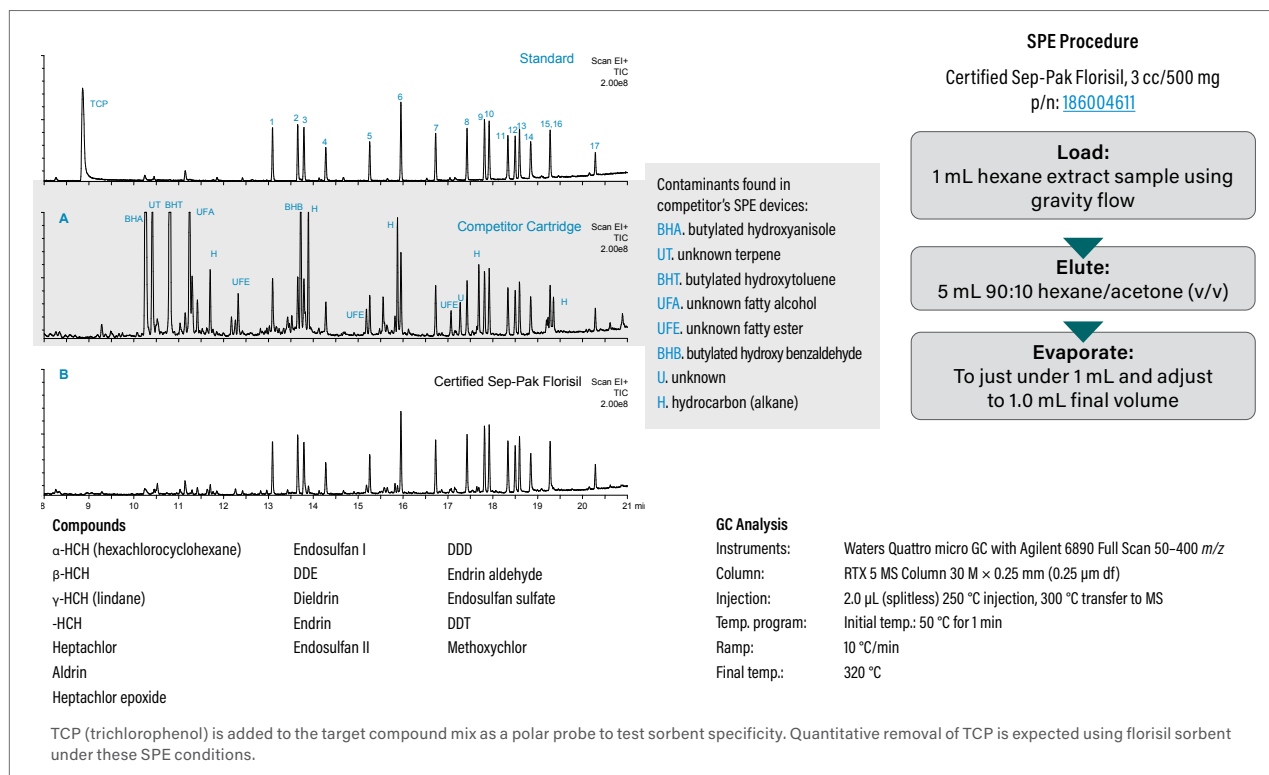 Standard
Scan EI+
TIC
2.00e8
TCP
1
2
3
4
5
6
7
8
9
10
11
12
13
14
15, 16
17
A
Competitor Cartridge
Scan EI+
TIC
2.00e8
BHA
UT
BHT
UFA
H
UFE
BHB
H
UFE
H
UFE
U
H
H
B
Certified Sep-Pak Florisil
Scan EI+
TIC
2.00e8
8 9 10 11 12 13 14 15 16 17 18 19 20 21 min
Contaminants found in
competitor's SPE devices:
BHA. butylated hydroxyanisole
UT. unknown terpene
BHT. butylated hydroxytoluene
UFA. unknown fatty alcohol
UFE. unknown fatty ester
BHB. butylated hydroxy benzaldehyde
U. unknown
H. hydrocarbon (alkane)
SPE Procedure
Certified Sep-Pak Florisil, 3 cc/500 mg
p/n: 186004611
Load:
1 mL hexane extract sample using
gravity flow
Elute:
5 mL 90:10 hexane/acetone (v/v)
Evaporate:
To just under 1 mL and adjust
to 1.0 mL final volume
Compounds
α-HCH (hexachlorocyclohexane)
β-HCH
γ-HCH (lindane)
-HCH
Heptachlor
Aldrin
Heptachlor epoxide
Endosulfan I
DDE
Dieldrin
Endrin
Endosulfan II
DDD
Endrin aldehyde
Endosulfan sulfate
DDT
Methoxychlor
GC Analysis
Instruments: Waters Quattro micro GC with Agilent 6890 Full Scan 50–400 m/z
Column: RTX 5 MS Column 30 M × 0.25 mm (0.25 µm df)
Injection: 2.0 µL (splitless) 250 °C injection, 300 °C transfer to MS
Temp. program: Initial temp.: 50 °C for 1 min
Ramp: 10 °C/min
Final temp.: 320 °C
TCP (trichlorophenol) is added to the target compound mix as a polar probe to test sorbent specificity. Quantitative removal of TCP is expected using florisil sorbent
under these SPE conditions.